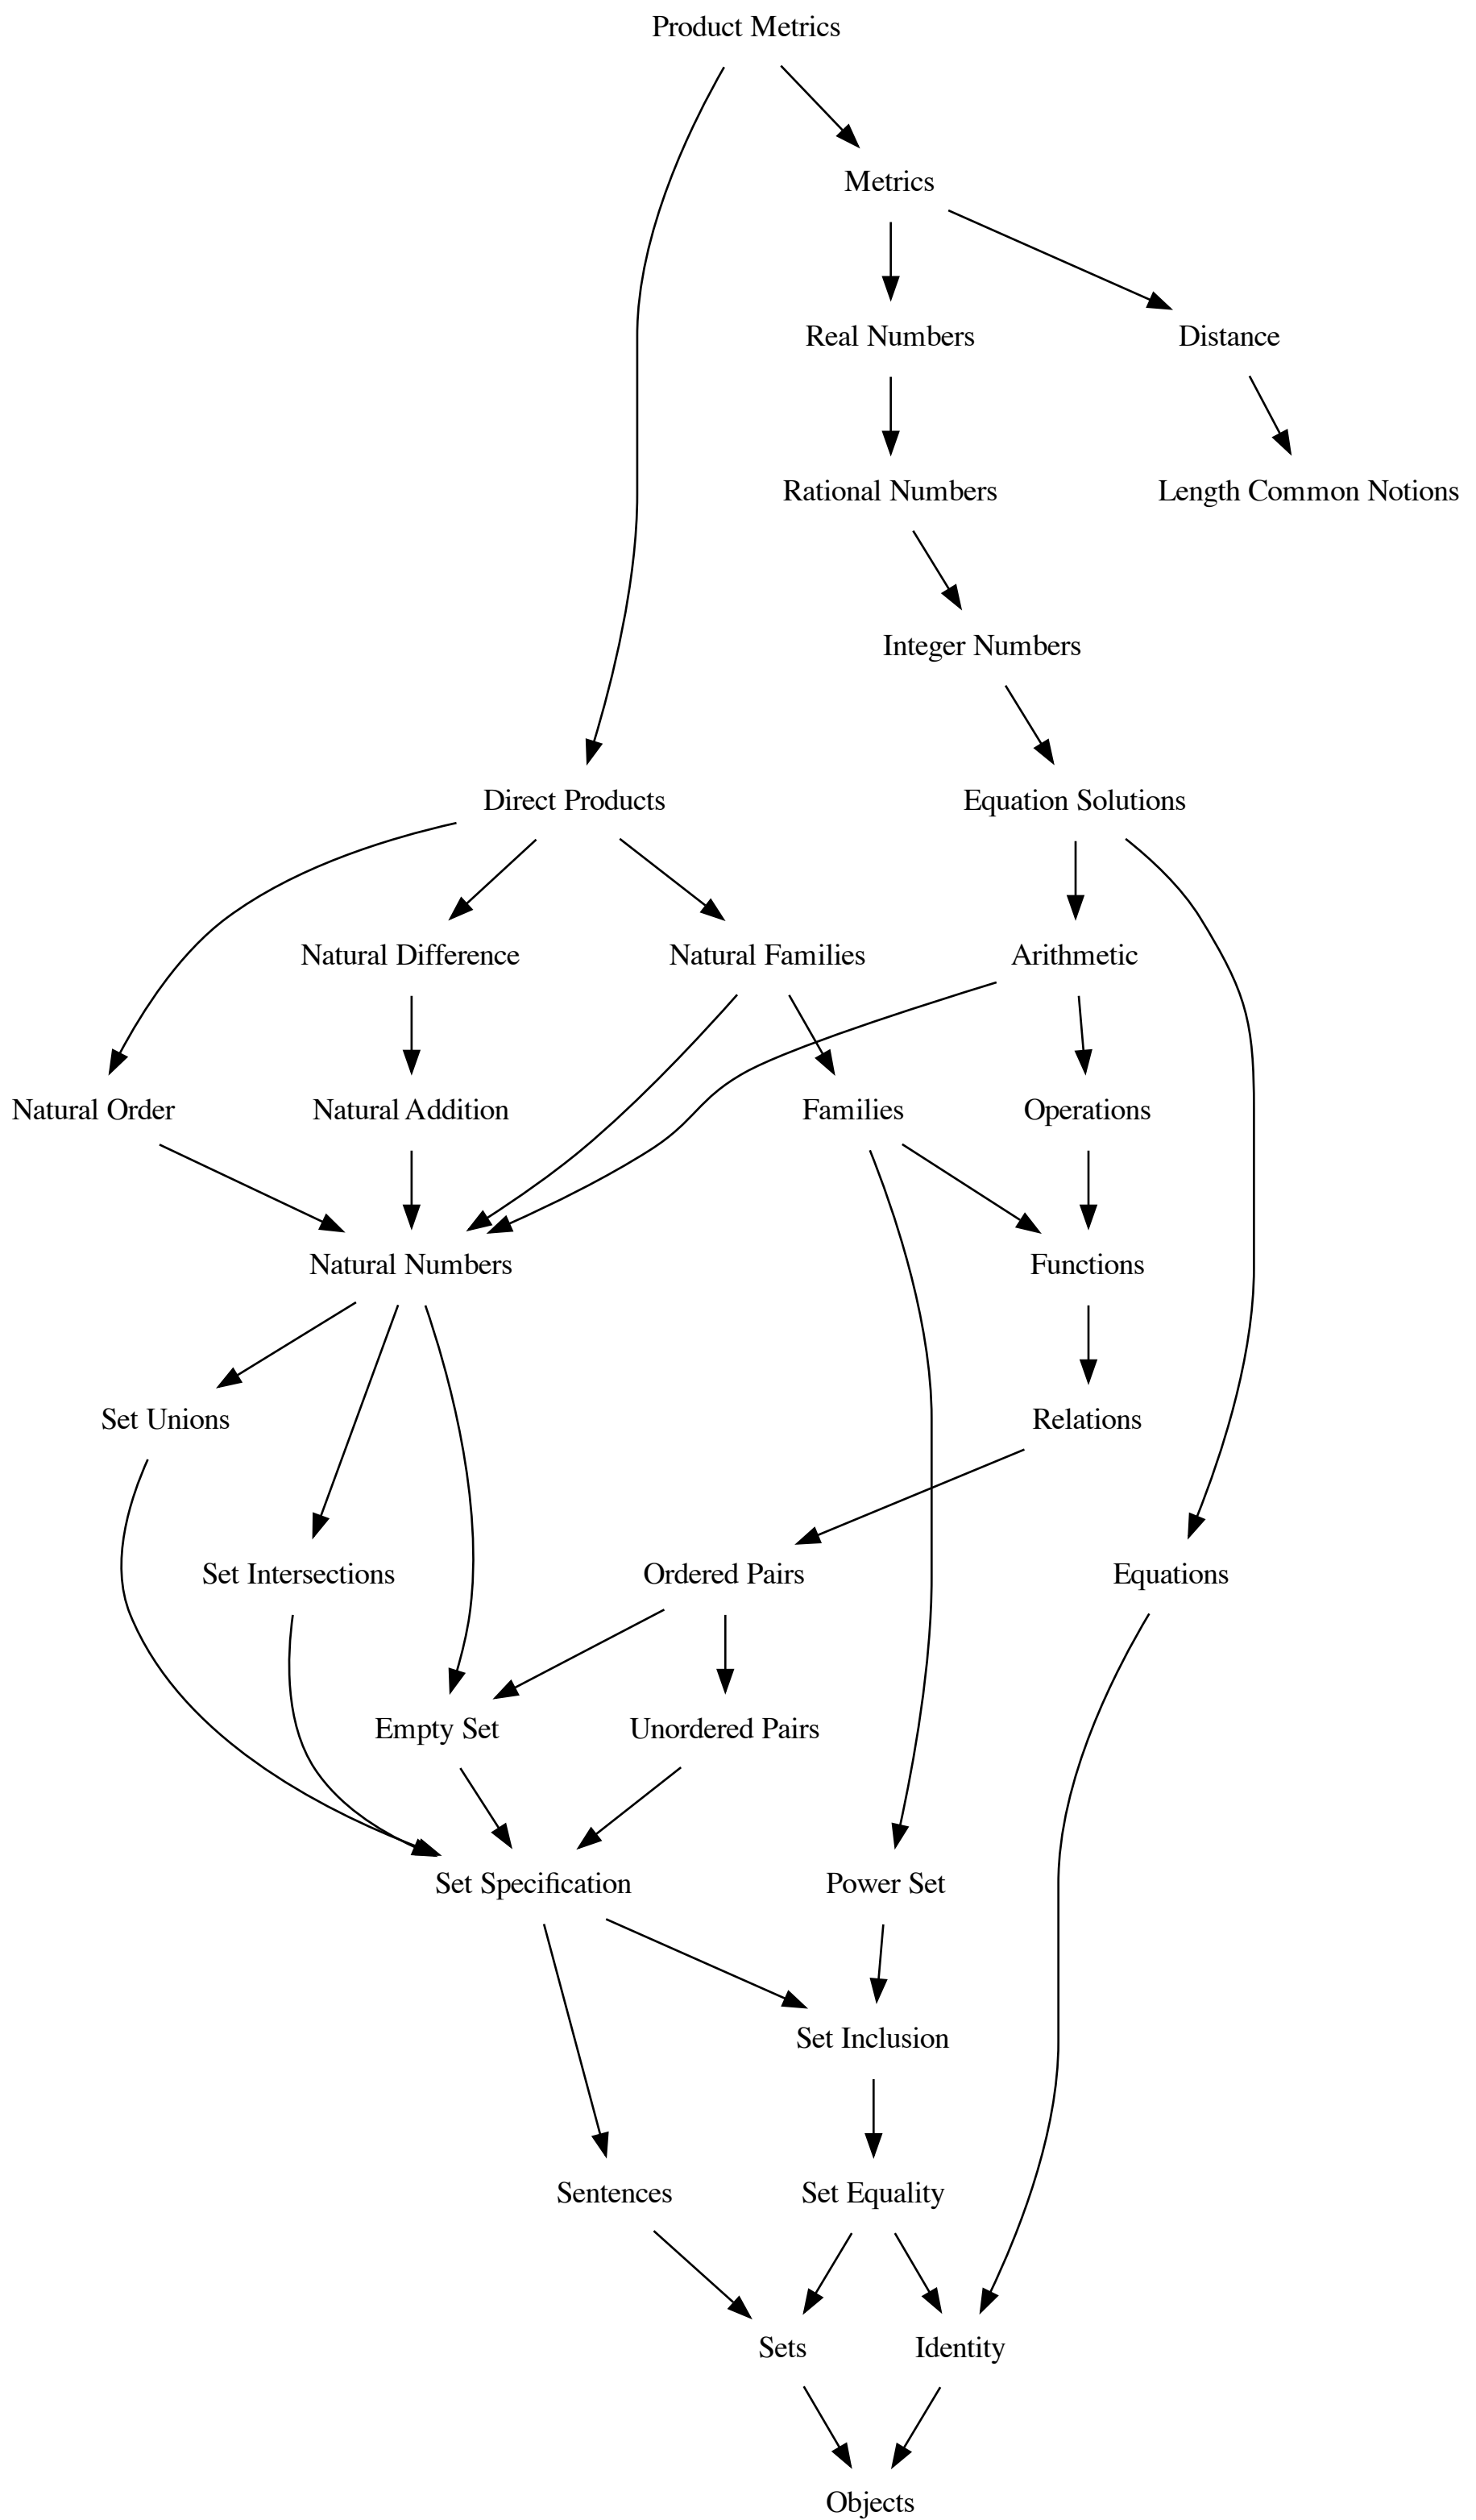 Product Metrics
Metrics
Real Numbers
Distance
Rational Numbers
Length Common Notions
Integer Numbers
Direct Products
Equation Solutions
Natural Difference
Natural Families
Arithmetic
Natural Order
Natural Addition
Families
Operations
Natural Numbers
Functions
Set Unions
Relations
Set Intersections
Ordered Pairs
Equations
Empty Set
Unordered Pairs
Set Specification
Power Set
Set Inclusion
Sentences
Set Equality
Sets
Identity
Objects